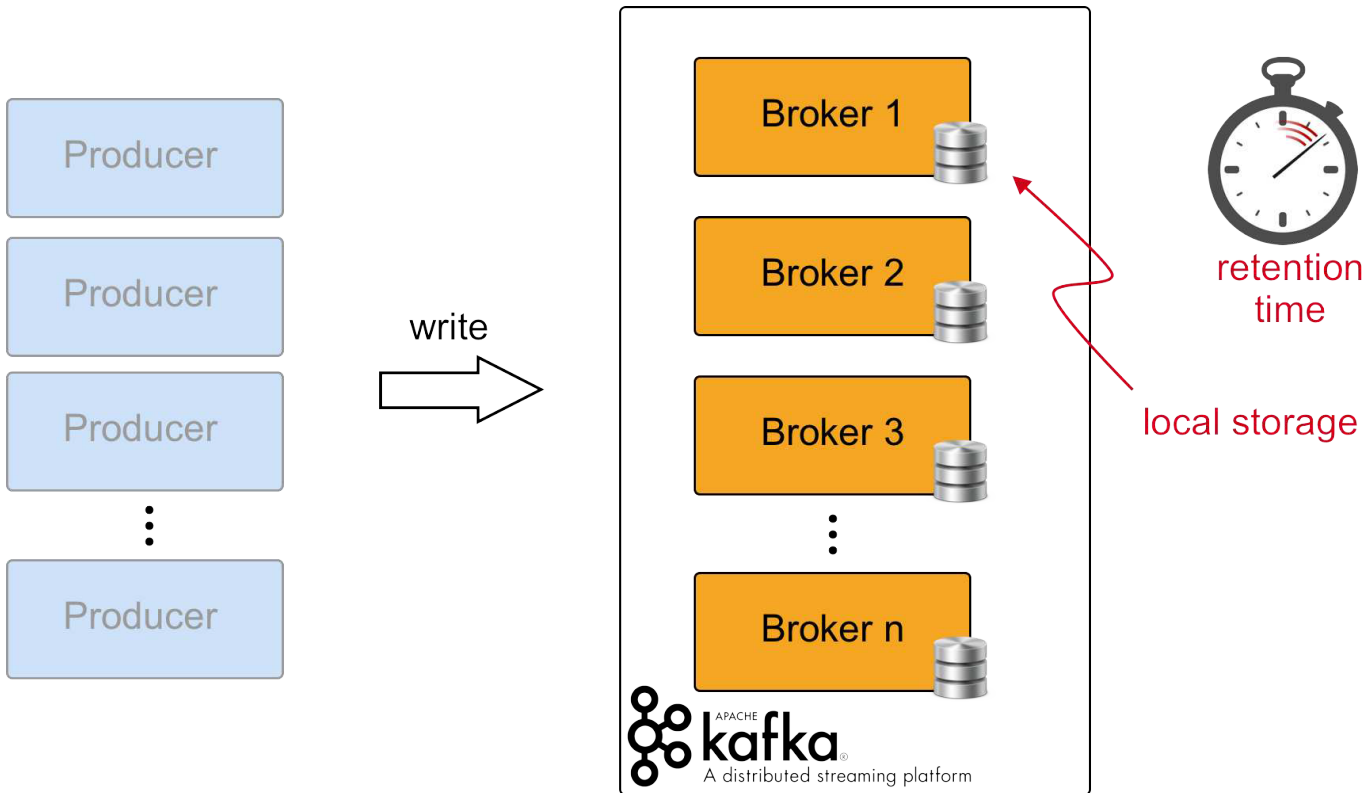 Producer
Producer
Producer
Producer
write
Broker 1
Broker 2
Broker 3
Broker n
APACHE
kafka®
A distributed streaming platform
retention
time
local storage